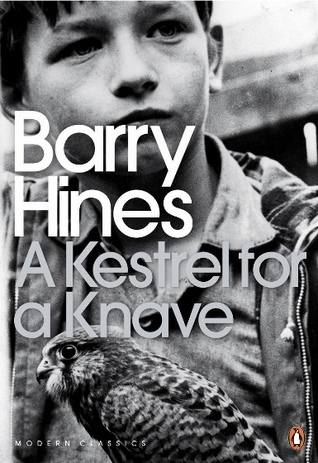 Barry
Hines
A Kestrel for
a Knave
MODERN CLASSICS